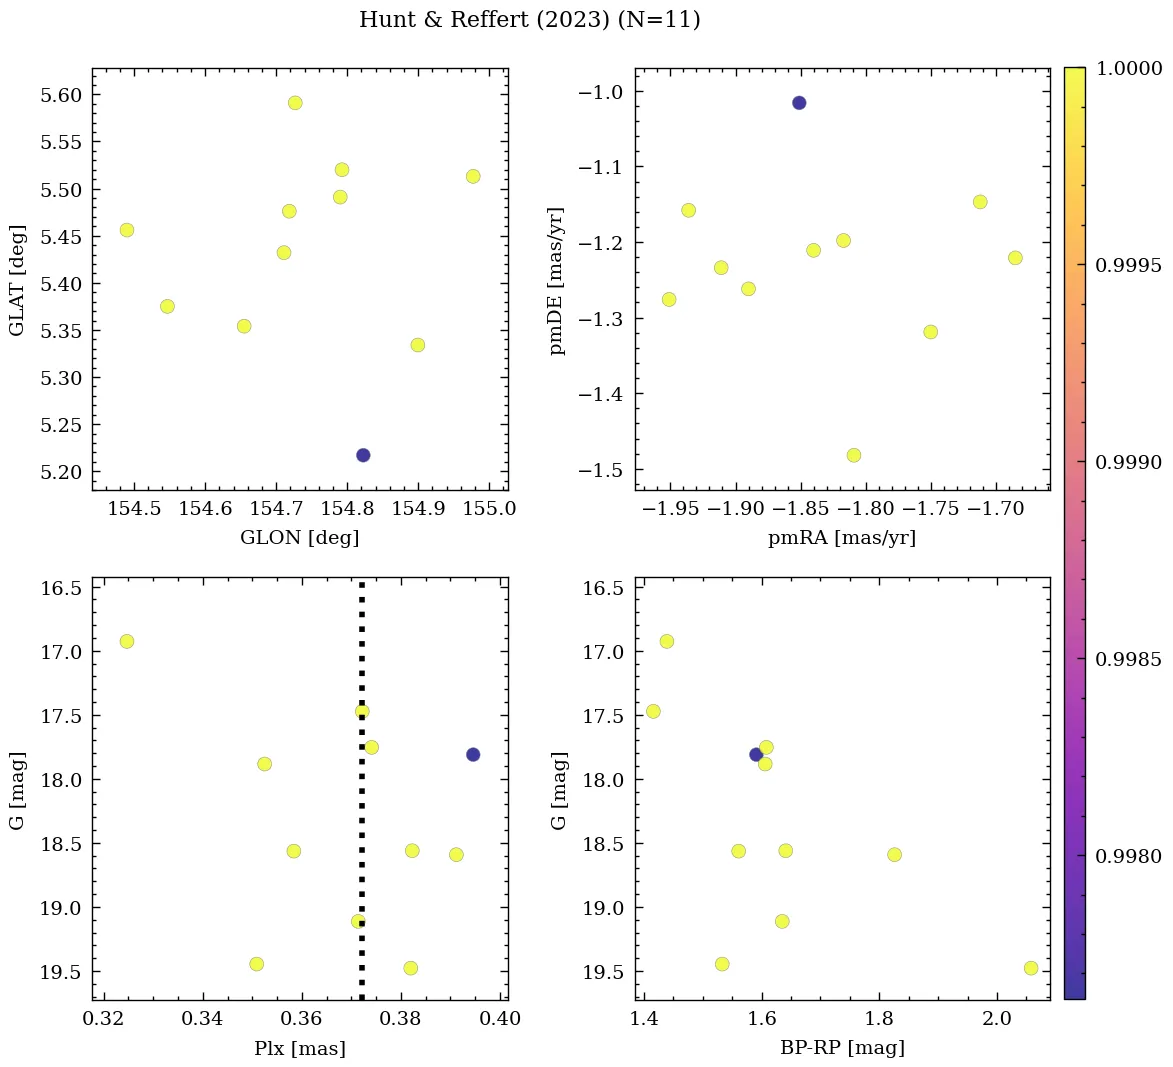 Hunt & Reffert (2023) (N=11)
5.60
5.55
5.50
5.45
5.40
5.35
5.30
5.25
5.20
GLAT [deg]
154.5 154.6 154.7 154.8 154.9 155.0
GLON [deg]
−1.0
−1.1
−1.2
−1.3
−1.4
−1.5
pmDE [mas/yr]
−1.95 −1.90 −1.85 −1.80 −1.75 −1.70
pmRA [mas/yr]
16.5
17.0
17.5
18.0
18.5
19.0
19.5
G [mag]
0.32 0.34 0.36 0.38 0.40
Plx [mas]
16.5
17.0
17.5
18.0
18.5
19.0
19.5
G [mag]
1.4 1.6 1.8 2.0
BP-RP [mag]
1.0000
0.9995
0.9990
0.9985
0.9980